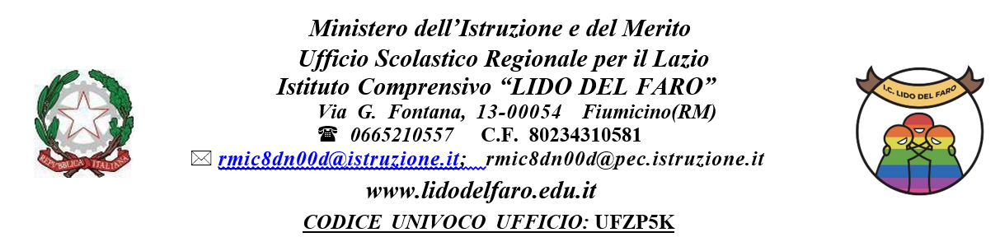 Ministero dell’Istruzione e del Merito
Ufficio Scolastico Regionale per il Lazio
Istituto Comprensivo “LIDO DEL FARO”
Via G. Fontana, 13-00054 Fiumicino(RM)
☎ 0665210557 C.F. 80234310581
✉ rmic8dn00d@istruzione.it; rmic8dn00d@pec.istruzione.it
www.lidodelfaro.edu.it
CODICE UNIVOCO UFFICIO: UFZP5K
REPVBBLICA ITALIANA
I.C. LIDO DEL FARO